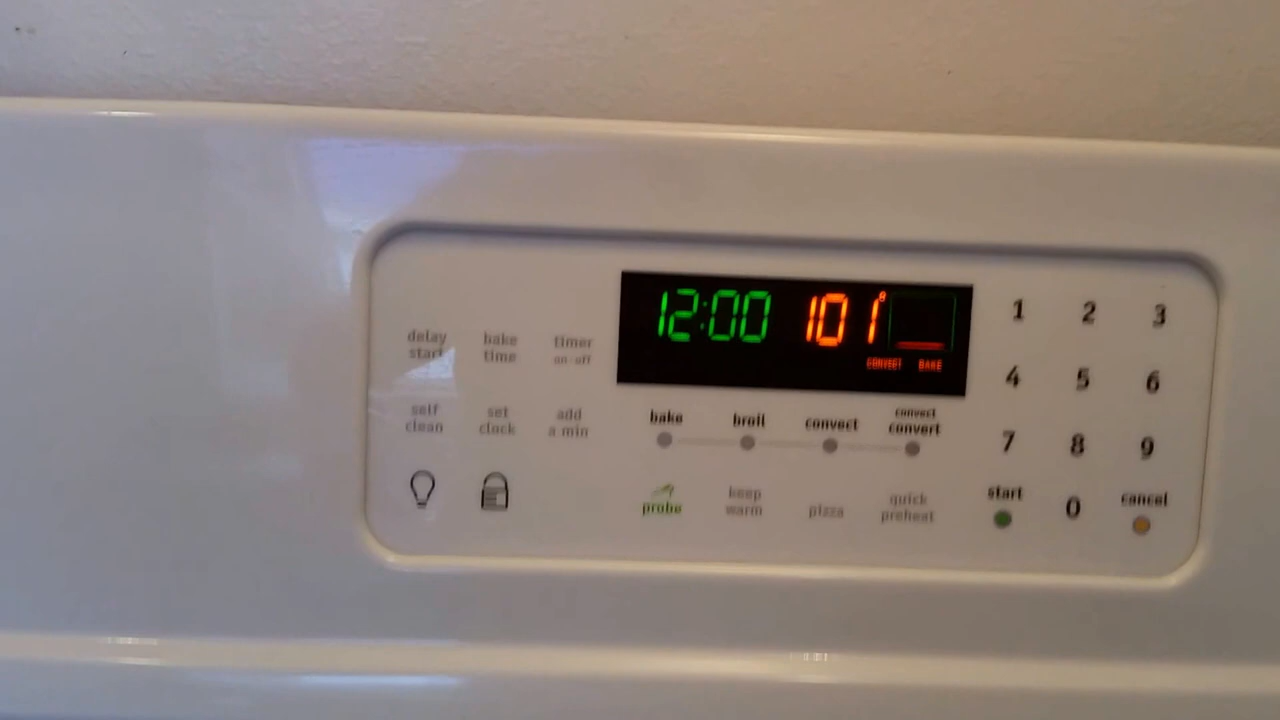 12:00 101°
CONVECT BAKE
delay
start
bake
time
timer
on-off
self
clean
set
clock
add
a min
bake
broil
convect
convect
convert
probe
keep
warm
pizza
quick
preheat
1 2 3
4 5 6
7 8 9
start
0
cancel